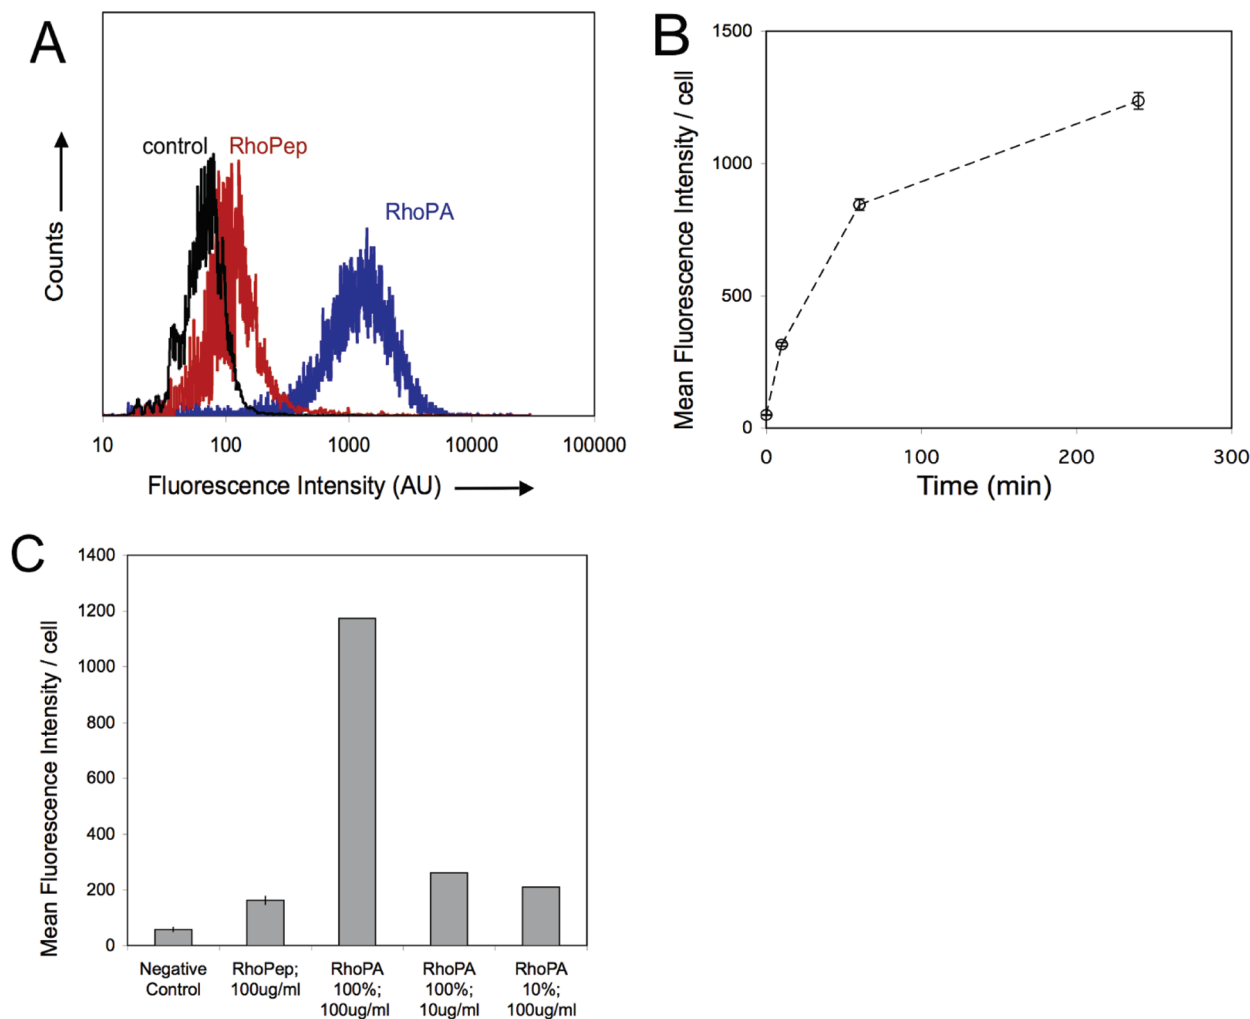 A
control
RhoPep
RhoPA
Counts
10
100
1000
10000
100000
Fluorescence Intensity (AU)
B
Mean Fluorescence Intensity / cell
1500
1000
500
0
0
100
200
300
Time (min)
C
Mean Fluorescence Intensity / cell
1400
1200
1000
800
600
400
200
0
Negative
Control
RhoPep;
100ug/ml
RhoPA
100%;
100ug/ml
RhoPA
100%;
10ug/ml
RhoPA
10%;
100ug/ml